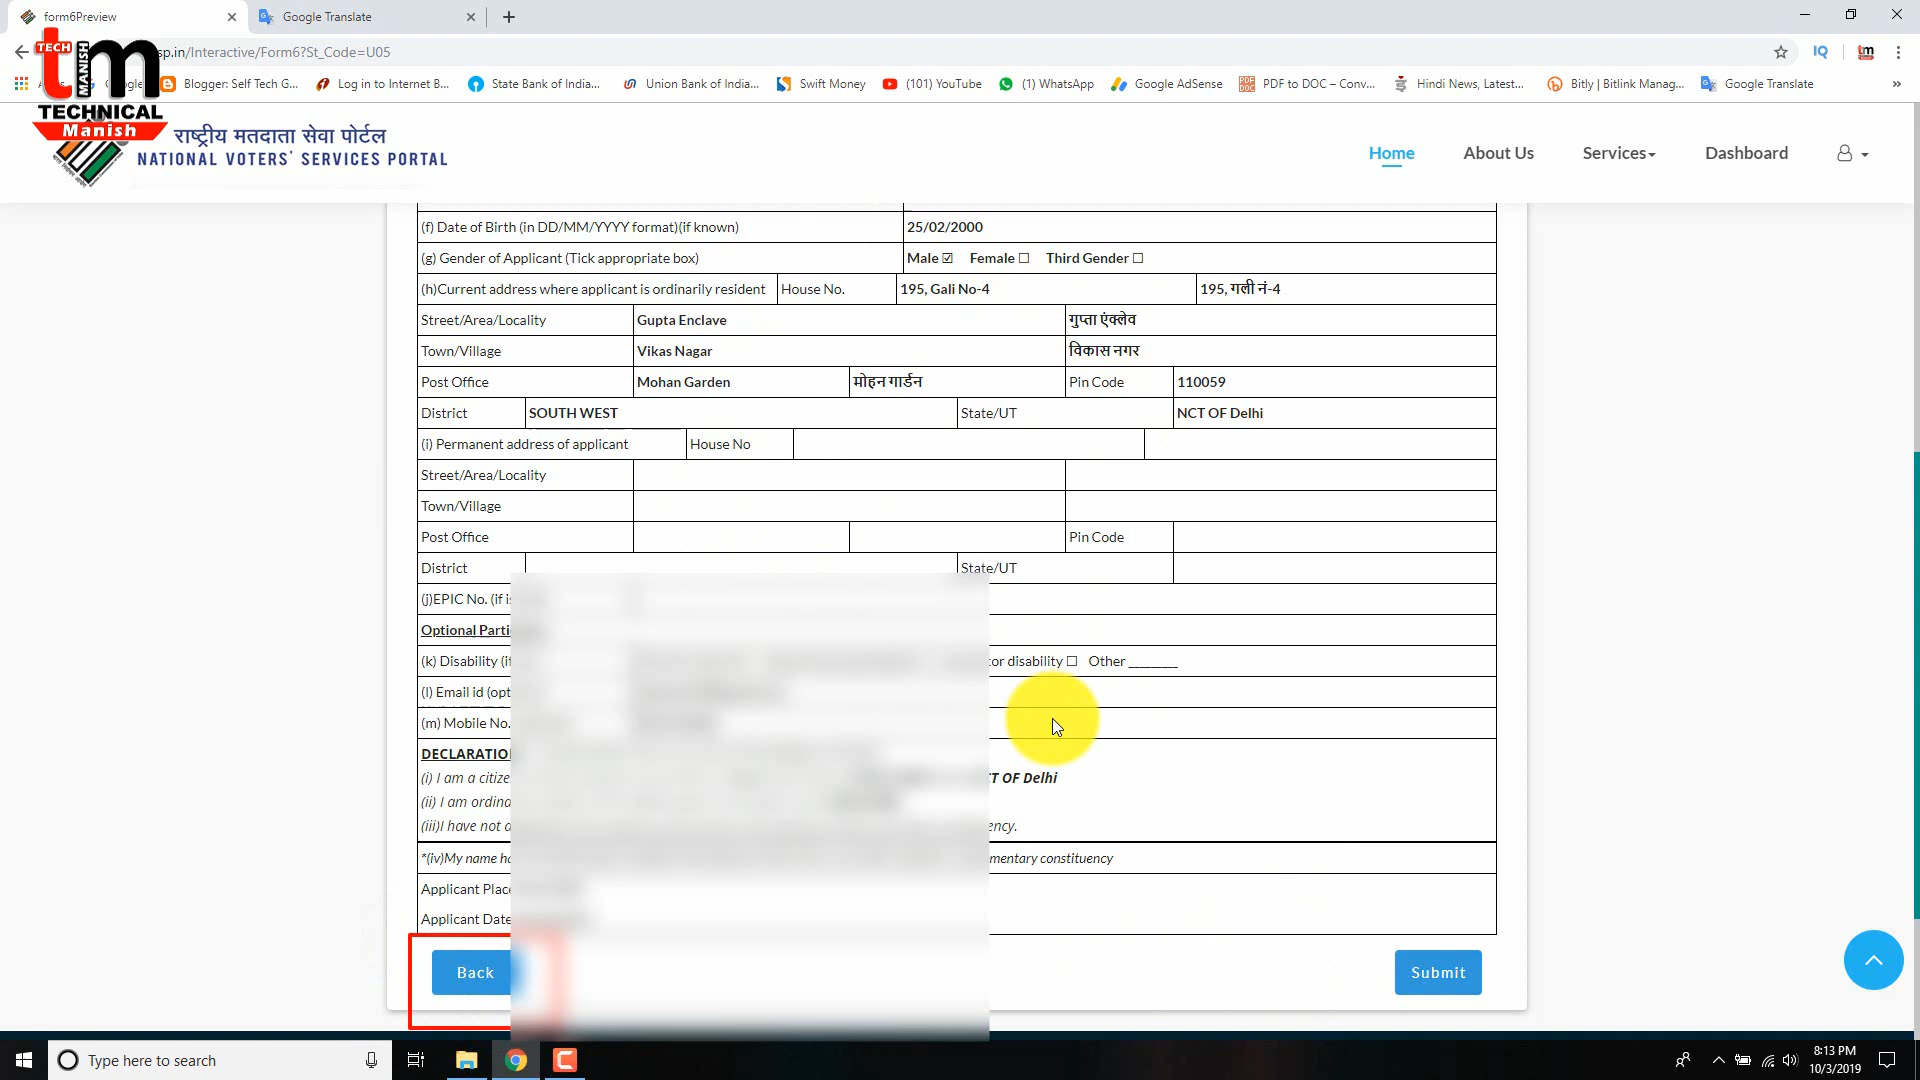 form6Preview
Google Translate
sp.in/Interactive/Form6?St_Code=U05
Blogger: Self Tech G...
Log in to Internet B...
State Bank of India...
Union Bank of India...
Swift Money
(101) YouTube
(1) WhatsApp
Google AdSense
PDF to DOC – Conv...
Hindi News, Latest...
Bitly | Bitlink Manag...
Google Translate
TECH
MANISH
tm
TECHNICAL
Manish
राष्ट्रीय मतदाता सेवा पोर्टल
NATIONAL VOTERS' SERVICES PORTAL
Home
About Us
Services
Dashboard
(f) Date of Birth (in DD/MM/YYYY format)(if known) 25/02/2000
(g) Gender of Applicant (Tick appropriate box) Male ☑ Female ☐ Third Gender ☐
(h)Current address where applicant is ordinarily resident House No. 195, Gali No-4 195, गली नं-4
Street/Area/Locality Gupta Enclave गुप्ता एंक्लेव
Town/Village Vikas Nagar विकास नगर
Post Office Mohan Garden मोहन गार्डन Pin Code 110059
District SOUTH WEST State/UT NCT OF Delhi
(i) Permanent address of applicant House No
Street/Area/Locality
Town/Village
Post Office Pin Code
District State/UT
(j)EPIC No. (if is
Optional Parti
(k) Disability (if or disability ☐ Other ________
(l) Email id (opt
(m) Mobile No.
DECLARATION
(i) I am a citize T OF Delhi
(ii) I am ordina
(iii)I have not a ency.
*(iv)My name ha mentary constituency
Applicant Place
Applicant Date
Back
Submit
Type here to search
8:13 PM
10/3/2019